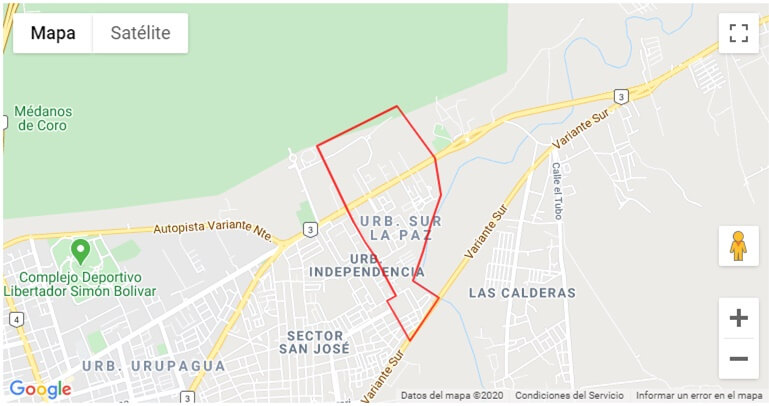 Mapa
Satélite
3
Variante Sur
Médanos
de Coro
Calle el Tubo
3
URB. SUR
LA PAZ
Autopista Variante Nte.
Variante Sur
URB.
INDEPENDENCIA
Complejo Deportivo
Libertador Simón Bolivar
LAS CALDERAS
4
SECTOR
SAN JOSÉ
URB. URUPAGUA
Variante Sur
3
Google
Datos del mapa ©2020
Condiciones del Servicio
Informar un error en el mapa